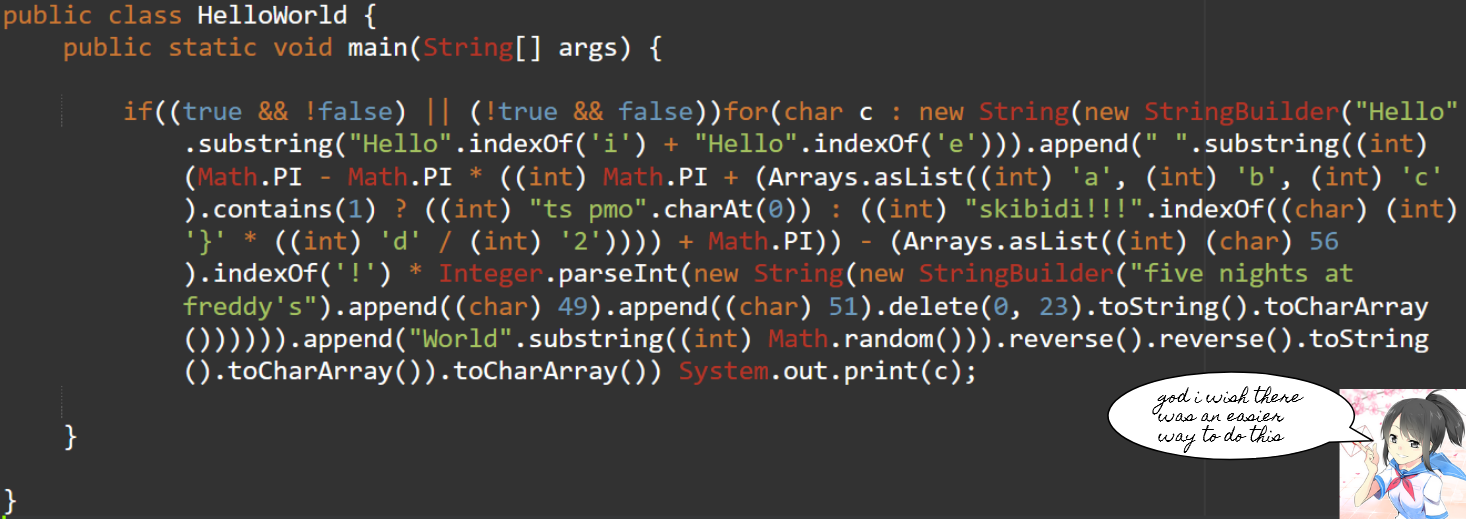 public class HelloWorld {
public static void main(String[] args) {
if((true && !false) || (!true && false))for(char c : new String(new StringBuilder("Hello"
.substring("Hello".indexOf('i') + "Hello".indexOf('e'))).append(" ".substring((int)
(Math.PI - Math.PI * ((int) Math.PI + (Arrays.asList((int) 'a', (int) 'b', (int) 'c'
).contains(1) ? ((int) "ts pmo".charAt(0)) : ((int) "skibidi!!!".indexOf((char) (int)
'}' * ((int) 'd' / (int) '2')))) + Math.PI)) - (Arrays.asList((int) (char) 56
).indexOf('!') * Integer.parseInt(new String(new StringBuilder("five nights at
freddy's").append((char) 49).append((char) 51).delete(0, 23).toString().toCharArray
()))))).append("World".substring((int) Math.random())).reverse().reverse().toString
().toCharArray()).toCharArray()) System.out.print(c);
}
}
god i wish there
was an easier
way to do this